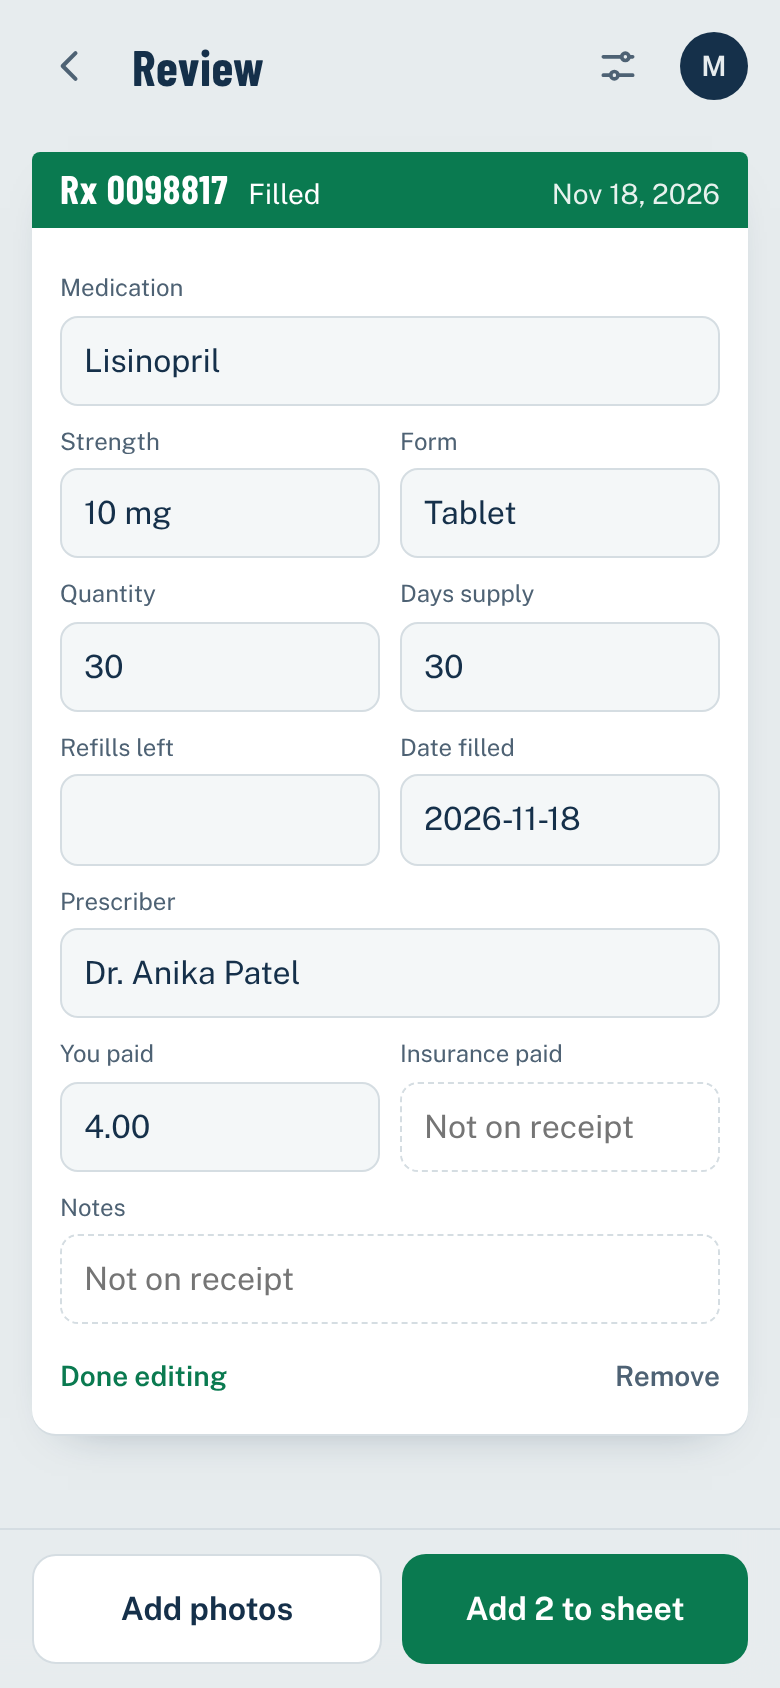 Review
M
Rx 0098817 Filled Nov 18, 2026
Medication
Lisinopril
Strength Form
10 mg Tablet
Quantity Days supply
30 30
Refills left Date filled
2026-11-18
Prescriber
Dr. Anika Patel
You paid Insurance paid
4.00 Not on receipt
Notes
Not on receipt
Done editing Remove
Add photos Add 2 to sheet